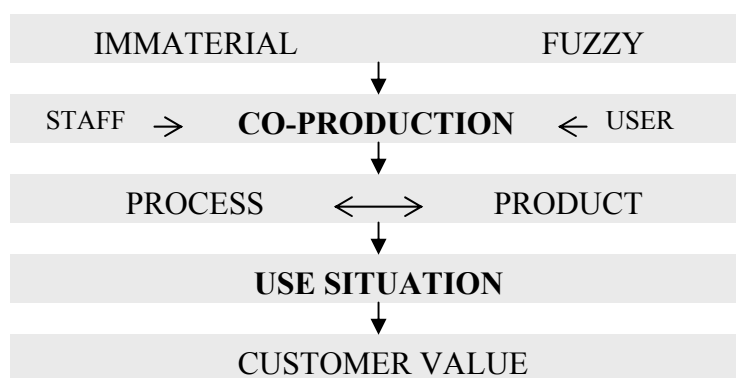 IMMATERIAL FUZZY
STAFF CO-PRODUCTION USER
PROCESS PRODUCT
USE SITUATION
CUSTOMER VALUE